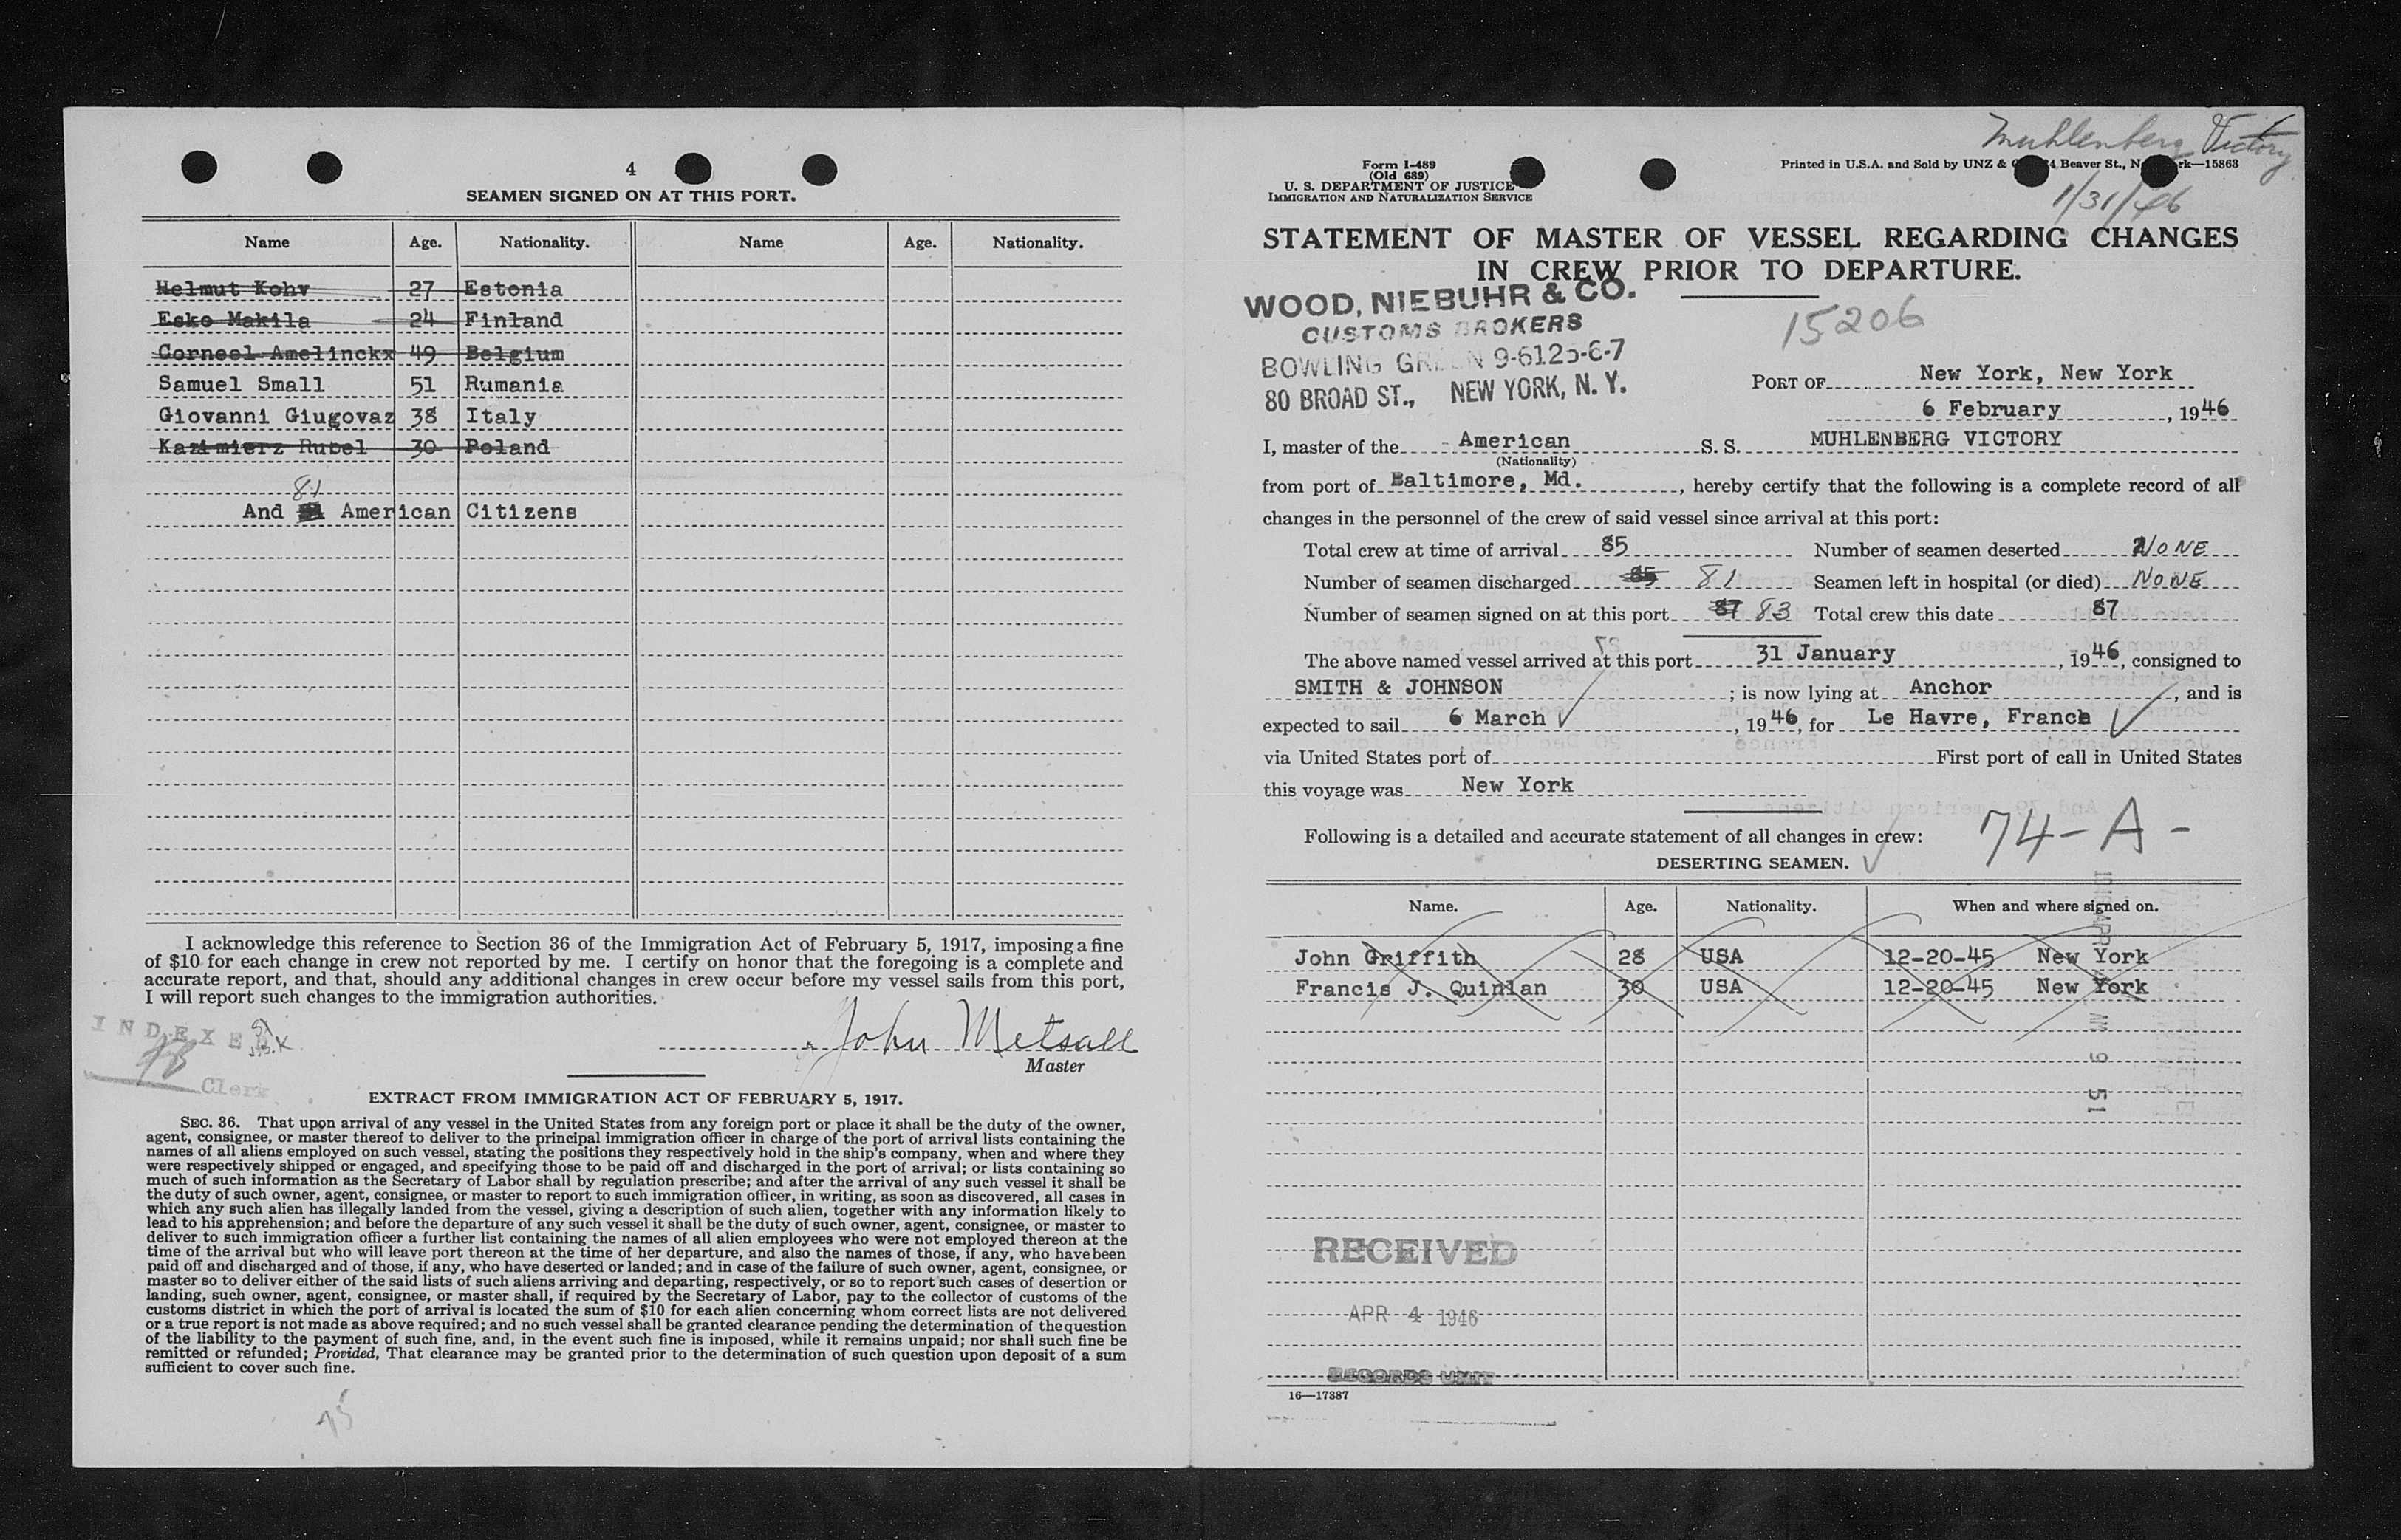 4
SEAMEN SIGNED ON AT THIS PORT.
Name Age. Nationality. Name Age. Nationality.
Helmut Kohv 27 Estonia
Esko Makila 24 Finland
Corneel Amelinckx 49 Belgium
Samuel Small 51 Rumania
Giovanni Giugovaz 38 Italy
Kazimierz Rubel 30 Poland
81
And American Citizens
I acknowledge this reference to Section 36 of the Immigration Act of February 5, 1917, imposing a fine
of $10 for each change in crew not reported by me. I certify on honor that the foregoing is a complete and
accurate report, and that, should any additional changes in crew occur before my vessel sails from this port,
I will report such changes to the immigration authorities.
INDEXED
Clerk
John Metsall
Master
EXTRACT FROM IMMIGRATION ACT OF FEBRUARY 5, 1917.
SEC. 36. That upon arrival of any vessel in the United States from any foreign port or place it shall be the duty of the owner,
agent, consignee, or master thereof to deliver to the principal immigration officer in charge of the port of arrival lists containing the
names of all aliens employed on such vessel, stating the positions they respectively hold in the ship's company, when and where they
were respectively shipped or engaged, and specifying those to be paid off and discharged in the port of arrival; or lists containing so
much of such information as the Secretary of Labor shall by regulation prescribe; and after the arrival of any such vessel it shall be
the duty of such owner, agent, consignee, or master to report to such immigration officer, in writing, as soon as discovered, all cases in
which any such alien has illegally landed from the vessel, giving a description of such alien, together with any information likely to
lead to his apprehension; and before the departure of any such vessel it shall be the duty of such owner, agent, consignee, or master to
deliver to such immigration officer a further list containing the names of all alien employees who were not employed thereon at the
time of the arrival but who will leave port thereon at the time of her departure, and also the names of those, if any, who have been
paid off and discharged and of those, if any, who have deserted or landed; and in case of the failure of such owner, agent, consignee, or
master so to deliver either of the said lists of such aliens arriving and departing, respectively, or so to report such cases of desertion or
landing, such owner, agent, consignee, or master shall, if required by the Secretary of Labor, pay to the collector of customs of the
customs district in which the port of arrival is located the sum of $10 for each alien concerning whom correct lists are not delivered
or a true report is not made as above required; and no such vessel shall be granted clearance pending the determination of the question
of the liability to the payment of such fine, and, in the event such fine is imposed, while it remains unpaid; nor shall such fine be
remitted or refunded; Provided, That clearance may be granted prior to the determination of such question upon deposit of a sum
sufficient to cover such fine.
Muhlenberg Victory
1/31/46
Form I-489
(Old 689)
U. S. DEPARTMENT OF JUSTICE
IMMIGRATION AND NATURALIZATION SERVICE
Printed in U.S.A. and Sold by UNZ & Beaver St., rk—15863
STATEMENT OF MASTER OF VESSEL REGARDING CHANGES
IN CREW PRIOR TO DEPARTURE.
WOOD, NIEBUHR & CO.
CUSTOMS BROKERS
BOWLING GREEN 9-6125-6-7
80 BROAD ST., NEW YORK, N. Y.
15206
PORT OF New York, New York
6 February, 1946
I, master of the American S. S. MUHLENBERG VICTORY
(Nationality)
from port of Baltimore, Md., hereby certify that the following is a complete record of all
changes in the personnel of the crew of said vessel since arrival at this port:
Total crew at time of arrival 85 Number of seamen deserted NONE
Number of seamen discharged 85 81 Seamen left in hospital (or died) NONE
Number of seamen signed on at this port 87 83 Total crew this date 87
The above named vessel arrived at this port 31 January, 1946, consigned to
SMITH & JOHNSON; is now lying at Anchor, and is
expected to sail 6 March, 1946, for Le Havre, France
via United States port of First port of call in United States
this voyage was New York
Following is a detailed and accurate statement of all changes in crew:
74-A-
DESERTING SEAMEN.
Name. Age. Nationality. When and where signed on.
John Griffith 28 USA 12-20-45 New York
Francis J. Quinlan 30 USA 12-20-45 New York
RECEIVED
APR 4 1946
RECORDS UNIT
16—17387